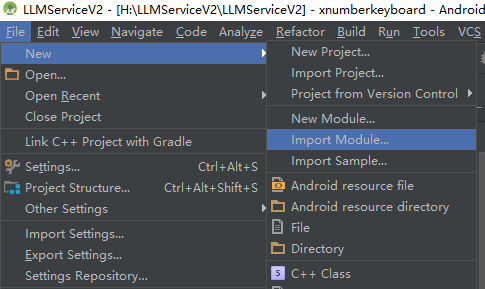 LLMServiceV2 - [H:\LLMServiceV2\LLMServiceV2] - xnumberkeyboard - Android
File Edit View Navigate Code Analyze Refactor Build Run Tools VCS
New
Open...
Open Recent
Close Project
Link C++ Project with Gradle
Settings... Ctrl+Alt+S
Project Structure... Ctrl+Alt+Shift+S
Other Settings
Import Settings...
Export Settings...
Settings Repository...
New Project...
Import Project...
Project from Version Control
New Module...
Import Module...
Import Sample...
Android resource file
Android resource directory
File
Directory
S C++ Class